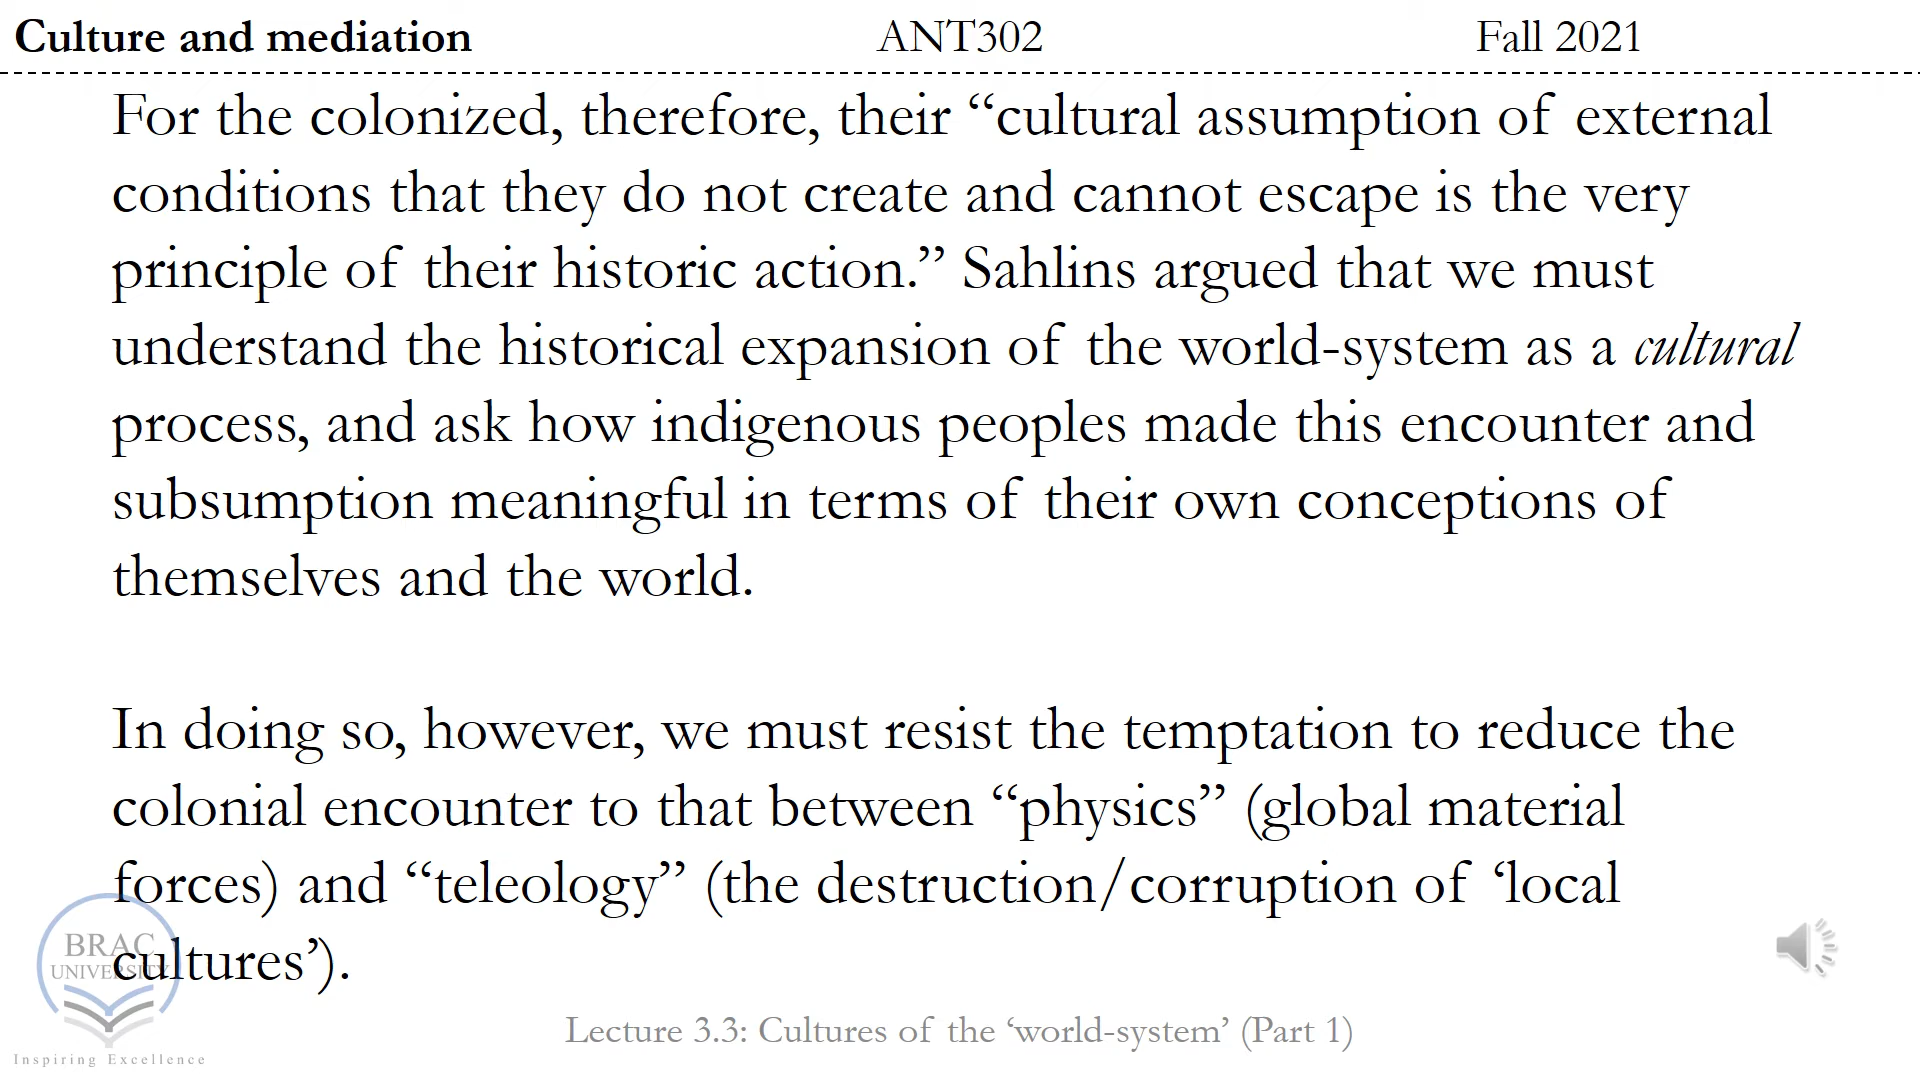 Culture and mediation ANT302 Fall 2021
For the colonized, therefore, their “cultural assumption of external
conditions that they do not create and cannot escape is the very
principle of their historic action.” Sahlins argued that we must
understand the historical expansion of the world-system as a cultural
process, and ask how indigenous peoples made this encounter and
subsumption meaningful in terms of their own conceptions of
themselves and the world.
In doing so, however, we must resist the temptation to reduce the
colonial encounter to that between “physics” (global material
forces) and “teleology” (the destruction/corruption of ‘local
cultures’).
BRAC
UNIVERSITY
Inspiring Excellence
Lecture 3.3: Cultures of the ‘world-system’ (Part 1)